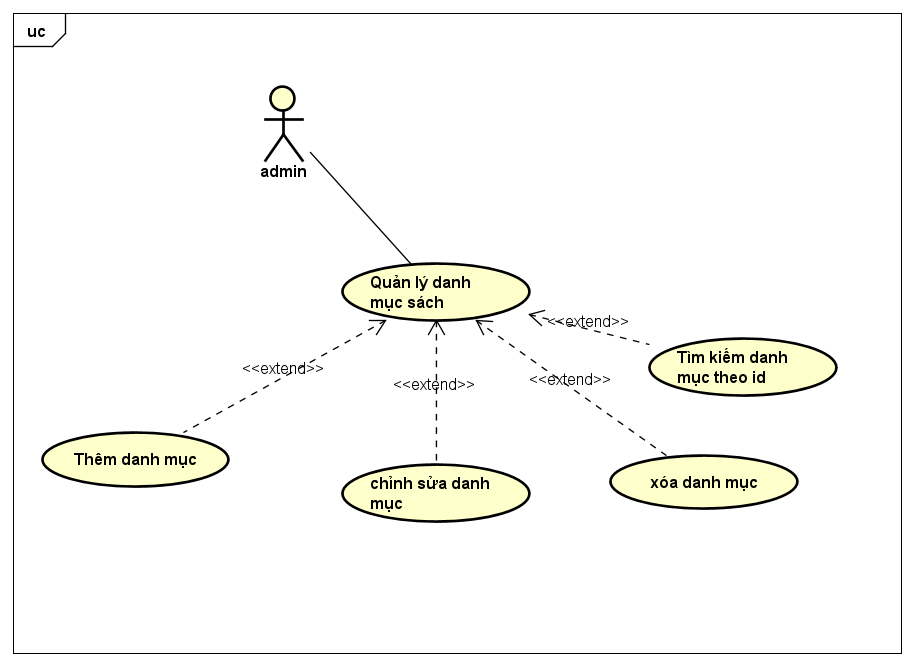 uc
admin
Quản lý danh
mục sách
<<extend>>
Tìm kiếm danh
mục theo id
<<extend>>
<<extend>>
<<extend>>
Thêm danh mục
chỉnh sửa danh
mục
xóa danh mục